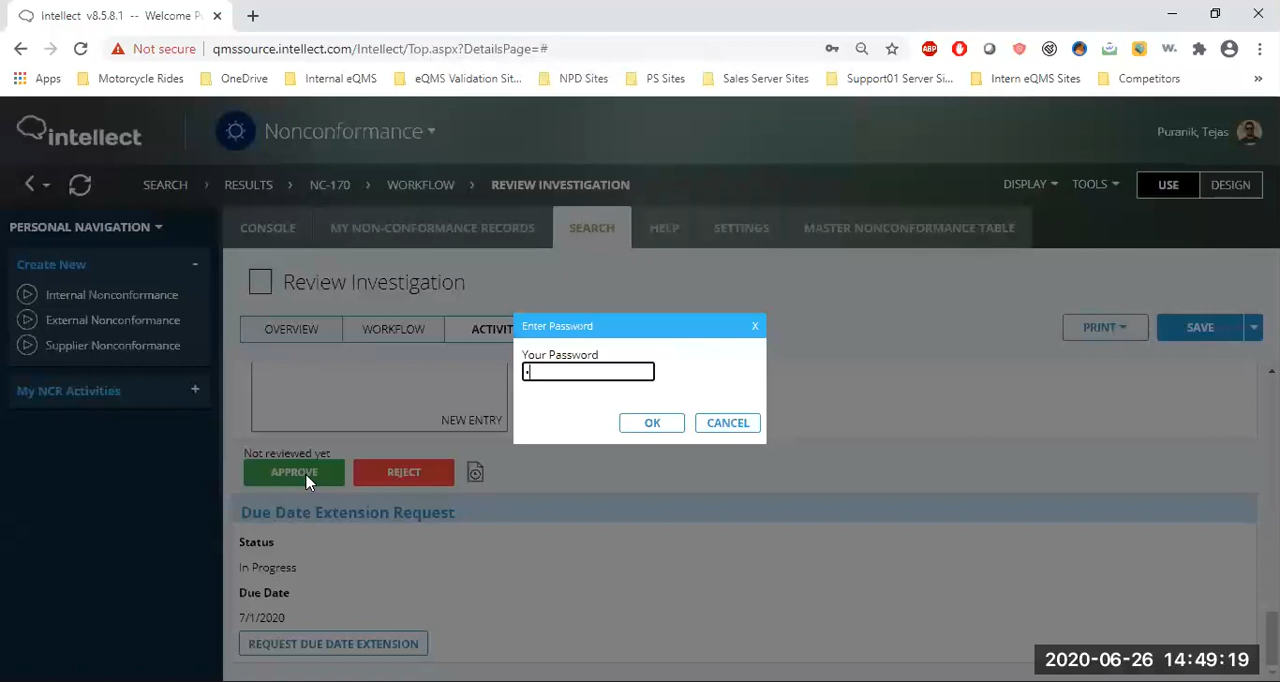 Intellect v8.5.8.1 -- Welcome P
Not secure | qmssource.intellect.com/Intellect/Top.aspx?DetailsPage=#
ABP
W.
Apps Motorcycle Rides OneDrive Internal eQMS eQMS Validation Sit... NPD Sites PS Sites Sales Server Sites Support01 Server Si... Intern eQMS Sites Competitors »
intellect Nonconformance Puranik, Tejas
SEARCH > RESULTS > NC-170 > WORKFLOW > REVIEW INVESTIGATION DISPLAY TOOLS USE DESIGN
PERSONAL NAVIGATION
CONSOLE MY NON-CONFORMANCE RECORDS SEARCH HELP SETTINGS MASTER NONCONFORMANCE TABLE
Create New -
Internal Nonconformance
External Nonconformance
Supplier Nonconformance
My NCR Activities +
Review Investigation
OVERVIEW WORKFLOW ACTIVIT PRINT SAVE
Enter Password X
Your Password
OK CANCEL
NEW ENTRY
Not reviewed yet
APPROVE REJECT
Due Date Extension Request
Status
In Progress
Due Date
7/1/2020
REQUEST DUE DATE EXTENSION
2020-06-26 14:49:19